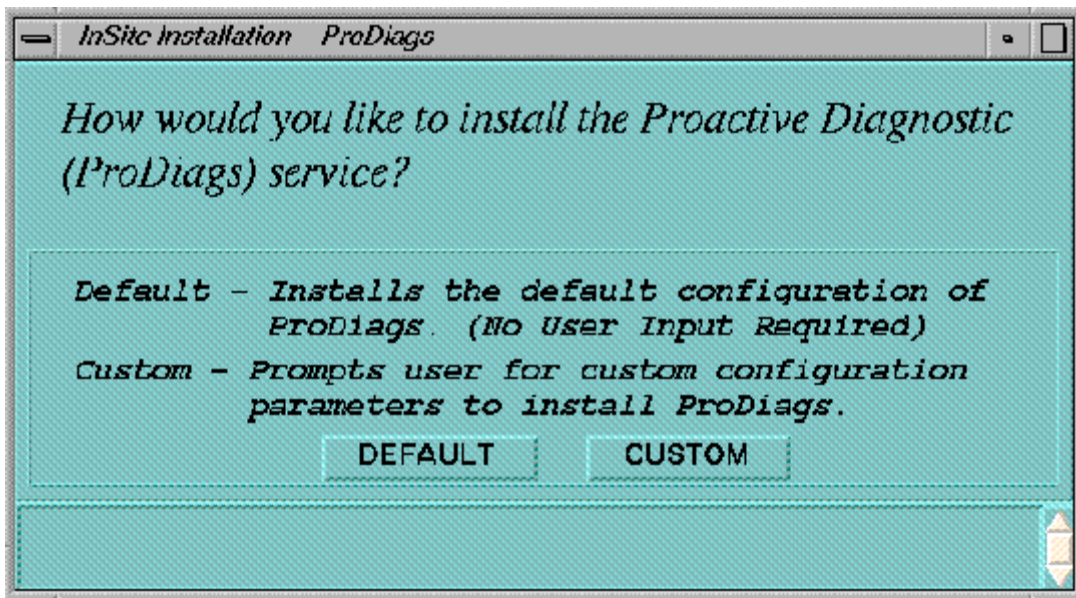 InSite Installation ProDiags
How would you like to install the Proactive Diagnostic
(ProDiags) service?
Default - Installs the default configuration of
ProDiags. (No User Input Required)
Custom - Prompts user for custom configuration
parameters to install ProDiags.
DEFAULT CUSTOM